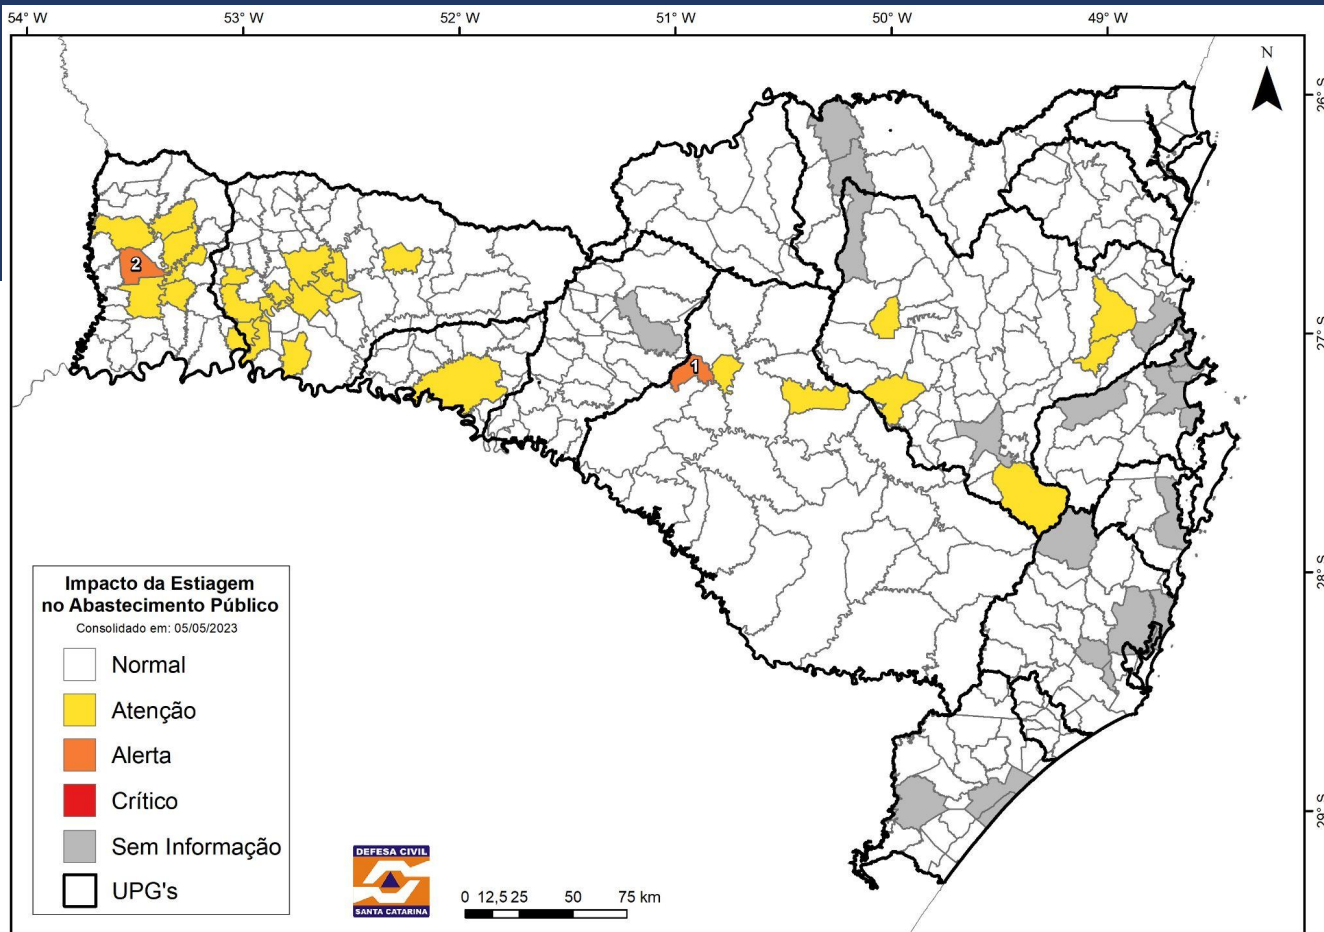 54° W 53° W 52° W 51° W 50° W 49° W
N
26° S
27° S
28° S
29° S
2
1
Impacto da Estiagem
no Abastecimento Público
Consolidado em: 05/05/2023
Normal
Atenção
Alerta
Crítico
Sem Informação
UPG's
DEFESA CIVIL
SANTA CATARINA
0 12,5 25 50 75 km